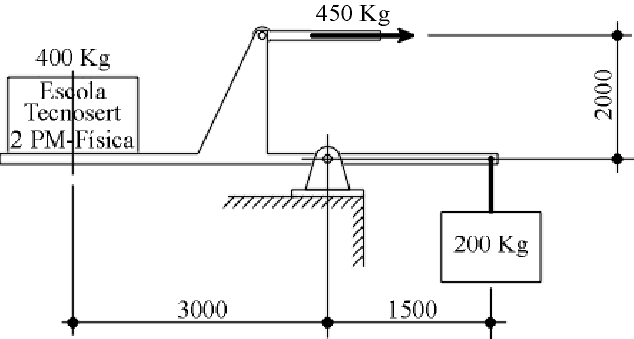 450 Kg
400 Kg
Escola
Tecnosert
2 PM-Física
2000
200 Kg
3000
1500